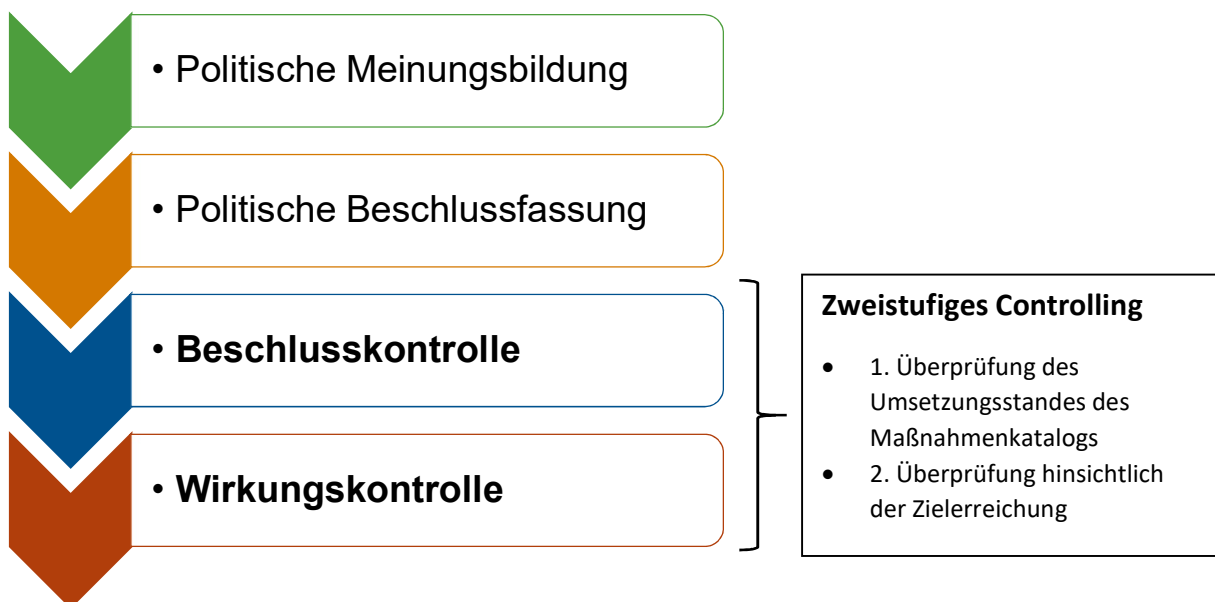 • Politische Meinungsbildung
• Politische Beschlussfassung
• Beschlusskontrolle
• Wirkungskontrolle
Zweistufiges Controlling
• 1. Überprüfung des
Umsetzungsstandes des
Maßnahmenkatalogs
• 2. Überprüfung hinsichtlich
der Zielerreichung